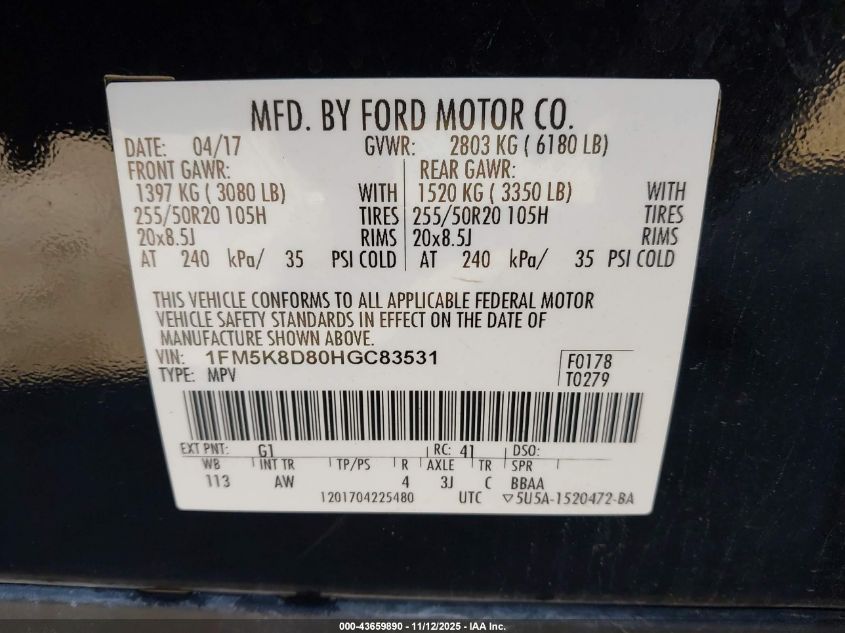 MFD. BY FORD MOTOR CO.
DATE: 04/17 GVWR: 2803 KG ( 6180 LB)
FRONT GAWR: REAR GAWR:
1397 KG ( 3080 LB) WITH 1520 KG ( 3350 LB) WITH
255/50R20 105H TIRES 255/50R20 105H TIRES
20x8.5J RIMS 20x8.5J RIMS
AT 240 kPa/ 35 PSI COLD AT 240 kPa/ 35 PSI COLD
THIS VEHICLE CONFORMS TO ALL APPLICABLE FEDERAL MOTOR
VEHICLE SAFETY STANDARDS IN EFFECT ON THE DATE OF
MANUFACTURE SHOWN ABOVE.
VIN: 1FM5K8D80HGC83531 F0178
TYPE: MPV T0279
EXT PNT: G1 RC: 41 DSO:
WB INT TR TP/PS R AXLE TR SPR
113 AW 4 3J C BBAA
1201704225480 UTC ▽5U5A-1520472-BA
000-43659890 - 11/12/2025 - IAA Inc.